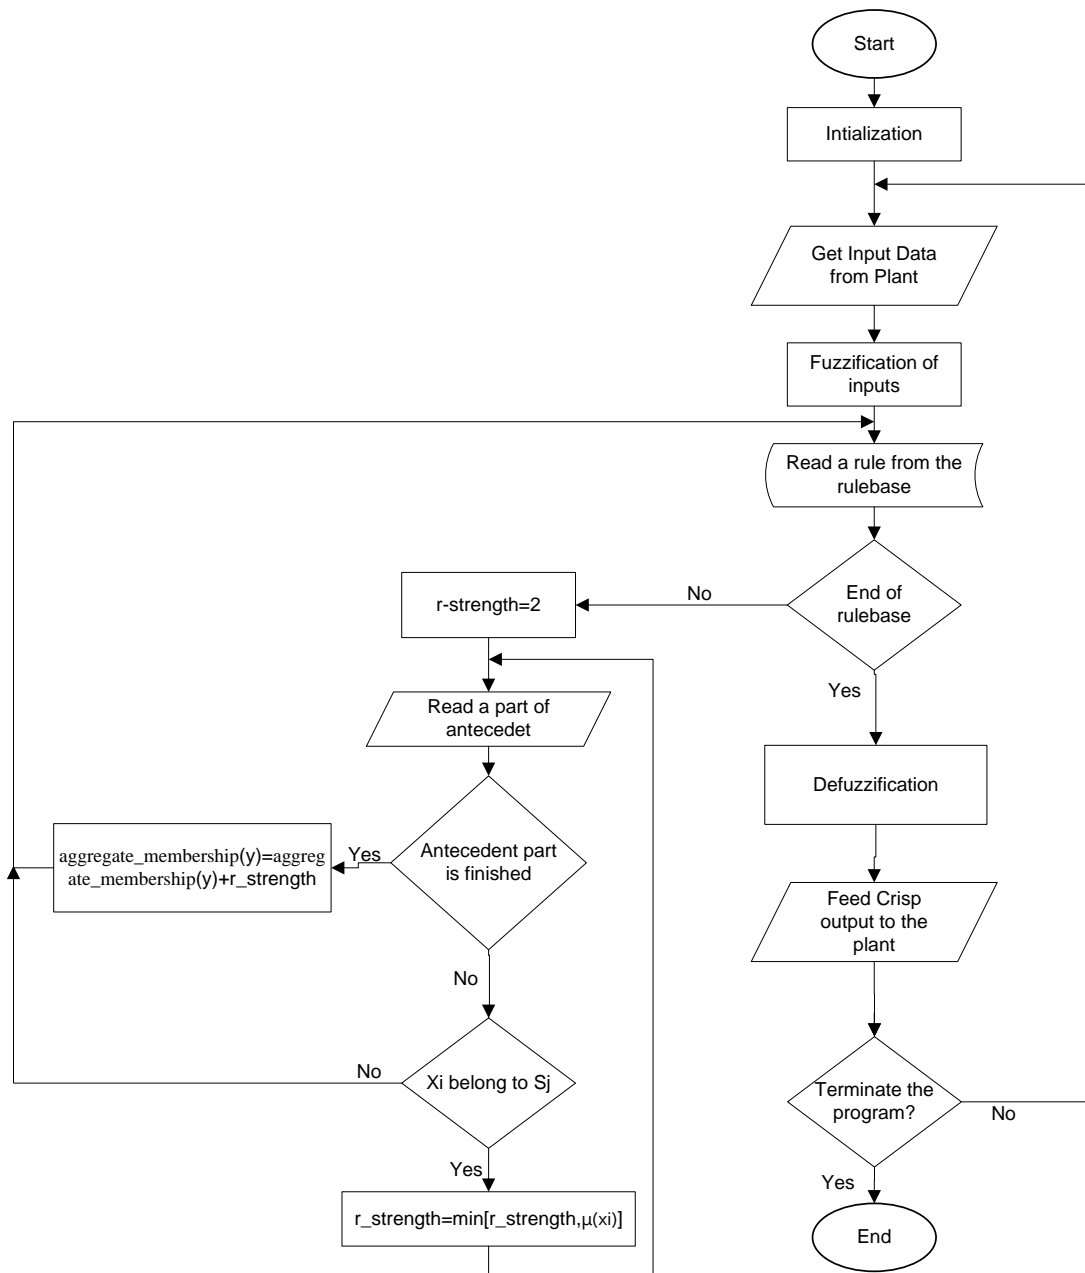 Start
Intialization
Get Input Data
from Plant
Fuzzification of
inputs
Read a rule from the
rulebase
End of
rulebase
No
r-strength=2
Yes
Read a part of
antecedet
Defuzzification
Antecedent part
is finished
Yes
aggregate_membership(y)=aggreg
ate_membership(y)+r_strength
Feed Crisp
output to the
plant
No
Xi belong to Sj
No
Terminate the
program?
No
Yes
r_strength=min[r_strength,μ(xi)]
Yes
End